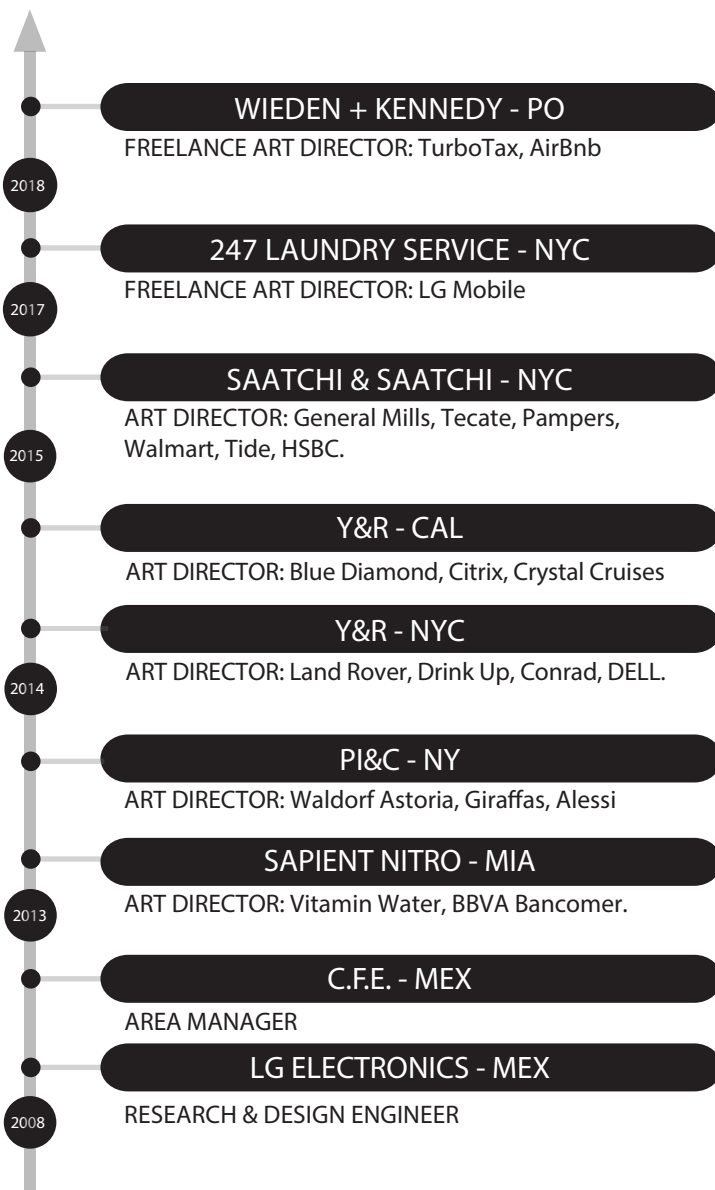 WIEDEN + KENNEDY - PO
FREELANCE ART DIRECTOR: TurboTax, AirBnb
2018
247 LAUNDRY SERVICE - NYC
FREELANCE ART DIRECTOR: LG Mobile
2017
SAATCHI & SAATCHI - NYC
ART DIRECTOR: General Mills, Tecate, Pampers,
Walmart, Tide, HSBC.
2015
Y&R - CAL
ART DIRECTOR: Blue Diamond, Citrix, Crystal Cruises
Y&R - NYC
ART DIRECTOR: Land Rover, Drink Up, Conrad, DELL.
2014
PI&C - NY
ART DIRECTOR: Waldorf Astoria, Giraffas, Alessi
SAPIENT NITRO - MIA
ART DIRECTOR: Vitamin Water, BBVA Bancomer.
2013
C.F.E. - MEX
AREA MANAGER
LG ELECTRONICS - MEX
RESEARCH & DESIGN ENGINEER
2008